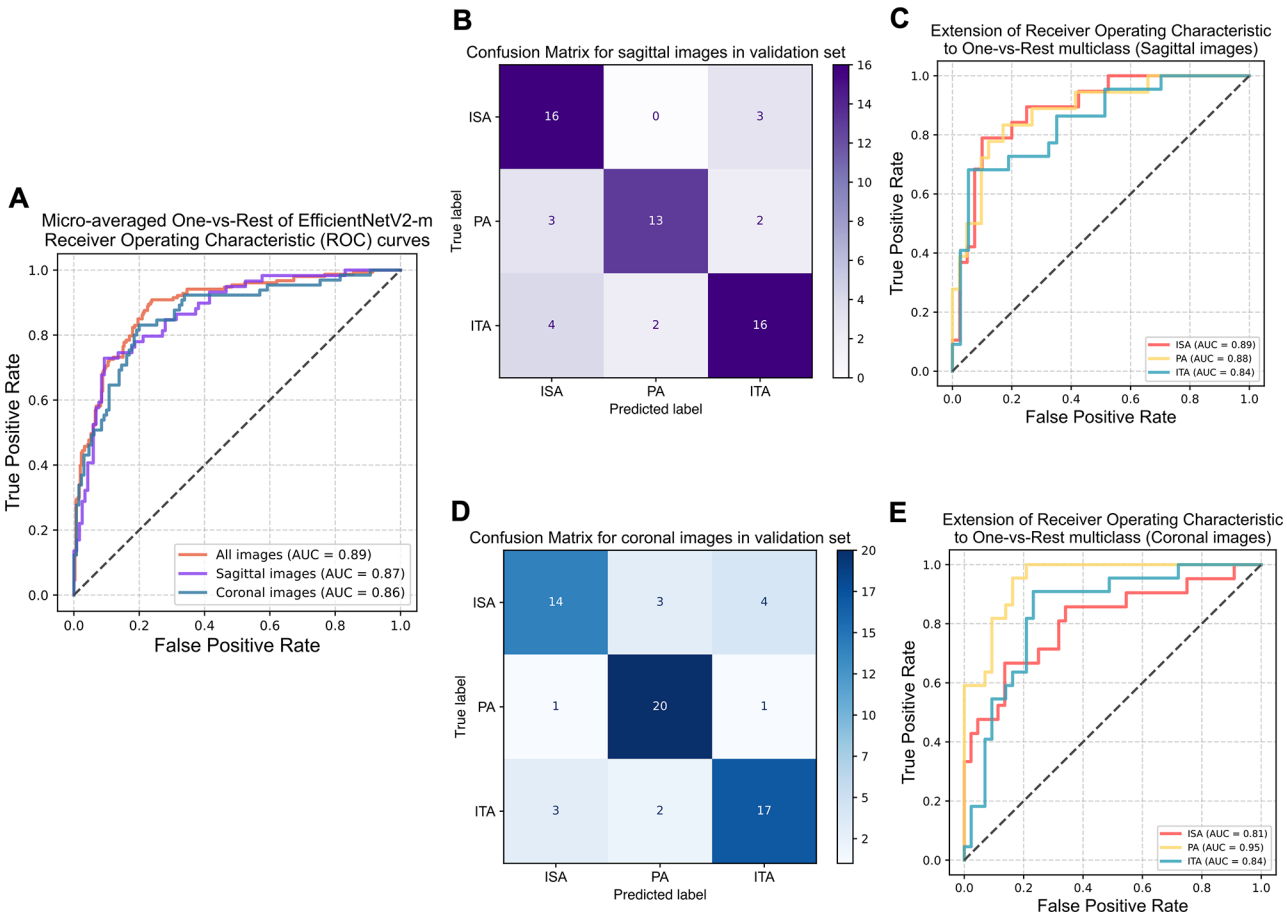 A
Micro-averaged One-vs-Rest of EfficientNetV2-m
Receiver Operating Characteristic (ROC) curves
True Positive Rate
1.0
0.8
0.6
0.4
0.2
0.0
All images (AUC = 0.89)
Sagittal images (AUC = 0.87)
Coronal images (AUC = 0.86)
0.0 0.2 0.4 0.6 0.8 1.0
False Positive Rate
B
Confusion Matrix for sagittal images in validation set
True label
ISA 16 0 3
PA 3 13 2
ITA 4 2 16
ISA PA ITA
Predicted label
16
14
12
10
8
6
4
2
0
C
Extension of Receiver Operating Characteristic
to One-vs-Rest multiclass (Sagittal images)
True Positive Rate
1.0
0.8
0.6
0.4
0.2
0.0
ISA (AUC = 0.89)
PA (AUC = 0.88)
ITA (AUC = 0.84)
0.0 0.2 0.4 0.6 0.8 1.0
False Positive Rate
D
Confusion Matrix for coronal images in validation set
True label
ISA 14 3 4
PA 1 20 1
ITA 3 2 17
ISA PA ITA
Predicted label
20
17
15
12
10
7
5
2
E
Extension of Receiver Operating Characteristic
to One-vs-Rest multiclass (Coronal images)
True Positive Rate
1.0
0.8
0.6
0.4
0.2
0.0
ISA (AUC = 0.81)
PA (AUC = 0.95)
ITA (AUC = 0.84)
0.0 0.2 0.4 0.6 0.8 1.0
False Positive Rate